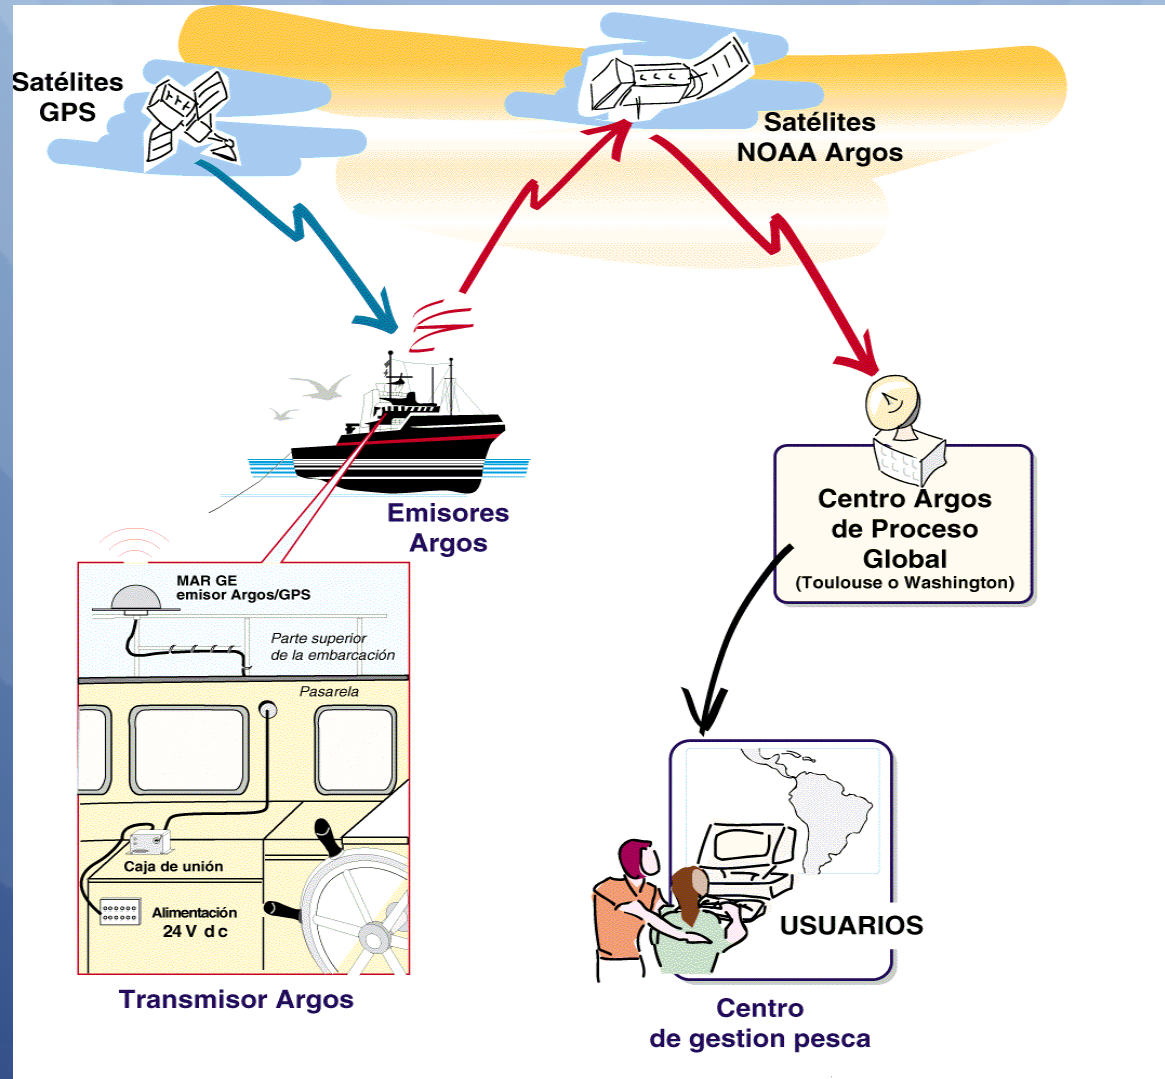 Satélites
GPS
Satélites
NOAA Argos
Emisores
Argos
Centro Argos
de Proceso
Global
(Toulouse o Washington)
MAR GE
emisor Argos/GPS
Parte superior
de la embarcación
Pasarela
Caja de unión
Alimentación
24 V d c
Transmisor Argos
USUARIOS
Centro
de gestion pesca